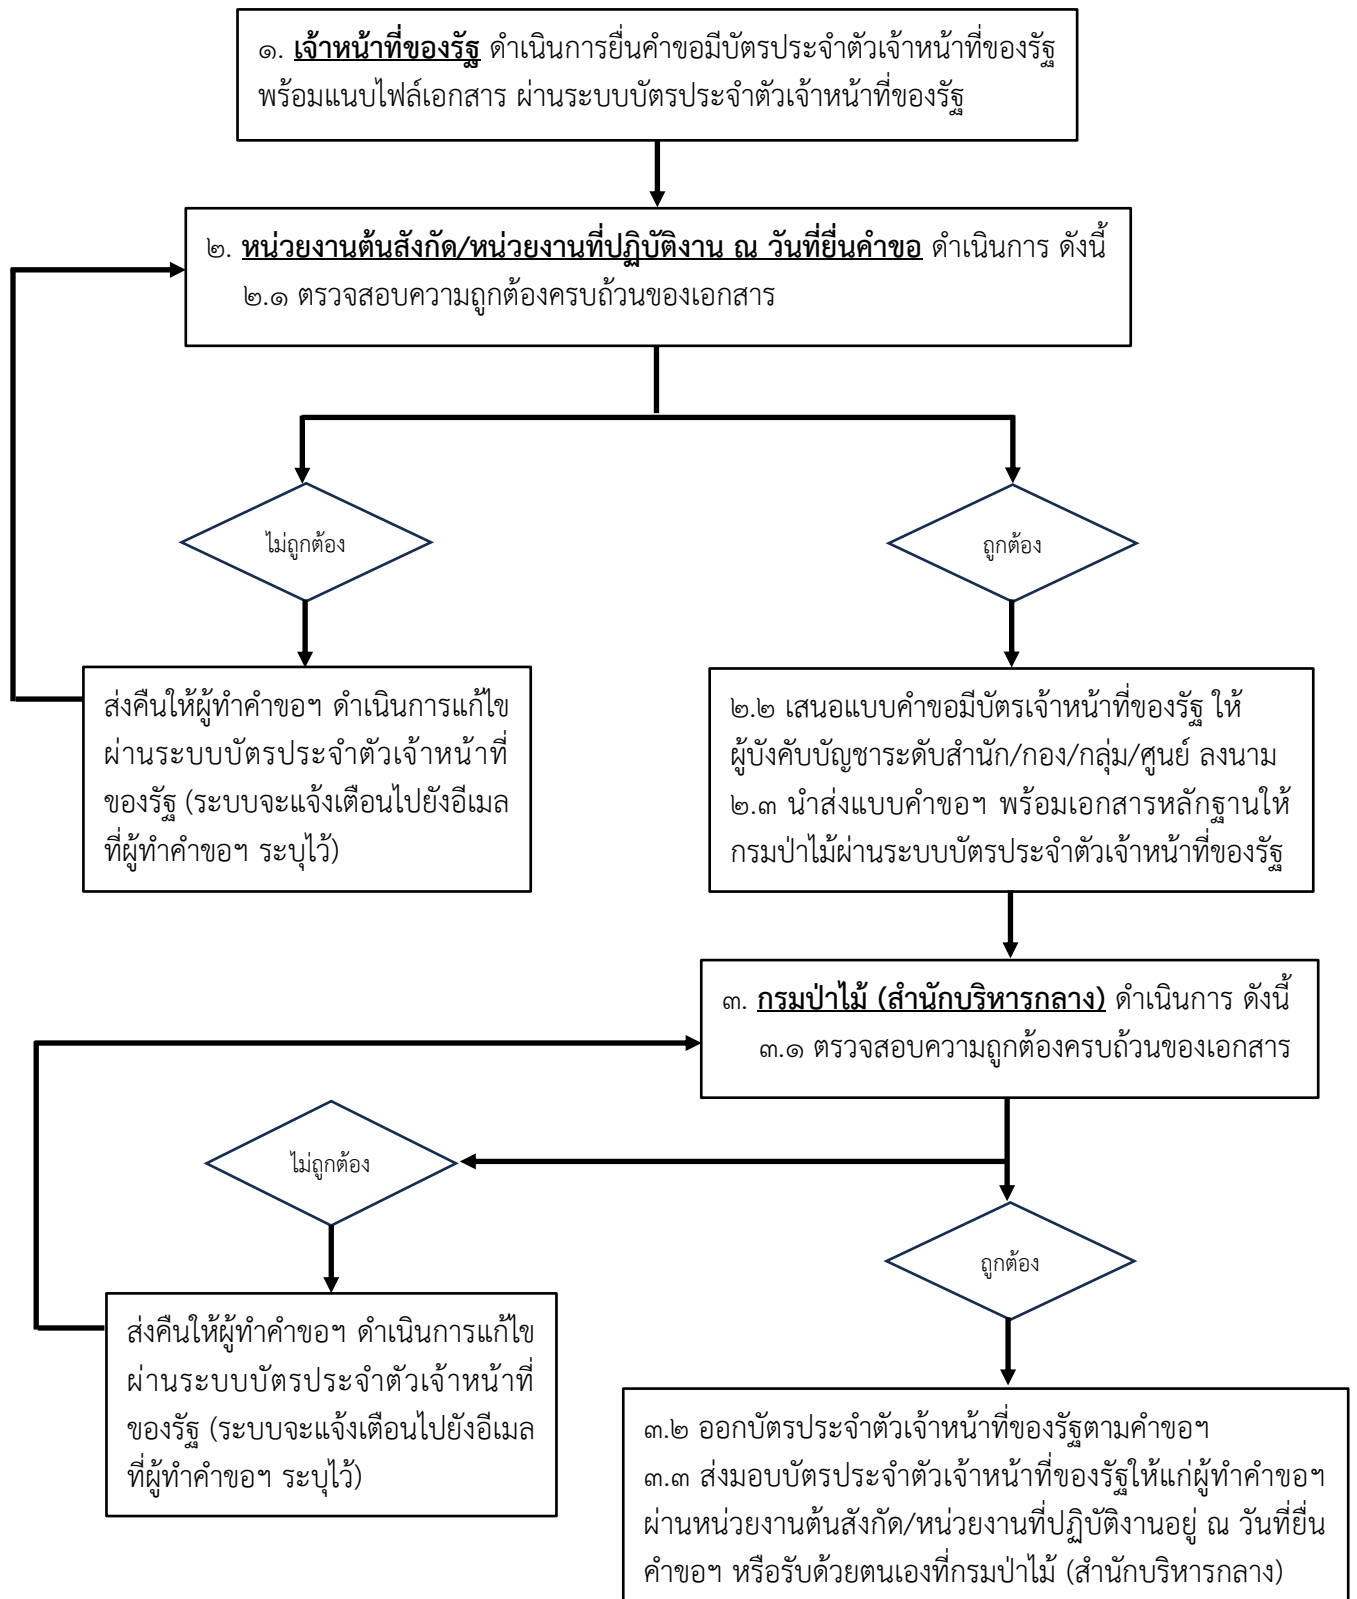 ๑. เจ้าหน้าที่ของรัฐ ดำเนินการยื่นคำขอมีบัตรประจำตัวเจ้าหน้าที่ของรัฐ
พร้อมแนบไฟล์เอกสาร ผ่านระบบบัตรประจำตัวเจ้าหน้าที่ของรัฐ
๒. หน่วยงานต้นสังกัด/หน่วยงานที่ปฏิบัติงาน ณ วันที่ยื่นคำขอ ดำเนินการ ดังนี้
๒.๑ ตรวจสอบความถูกต้องครบถ้วนของเอกสาร
ไม่ถูกต้อง
ถูกต้อง
ส่งคืนให้ผู้ทำคำขอฯ ดำเนินการแก้ไข
ผ่านระบบบัตรประจำตัวเจ้าหน้าที่
ของรัฐ (ระบบจะแจ้งเตือนไปยังอีเมล
ที่ผู้ทำคำขอฯ ระบุไว้)
๒.๒ เสนอแบบคำขอมีบัตรเจ้าหน้าที่ของรัฐ ให้
ผู้บังคับบัญชาระดับสำนัก/กอง/กลุ่ม/ศูนย์ ลงนาม
๒.๓ นำส่งแบบคำขอฯ พร้อมเอกสารหลักฐานให้
กรมป่าไม้ผ่านระบบบัตรประจำตัวเจ้าหน้าที่ของรัฐ
๓. กรมป่าไม้ (สำนักบริหารกลาง) ดำเนินการ ดังนี้
๓.๑ ตรวจสอบความถูกต้องครบถ้วนของเอกสาร
ไม่ถูกต้อง
ถูกต้อง
ส่งคืนให้ผู้ทำคำขอฯ ดำเนินการแก้ไข
ผ่านระบบบัตรประจำตัวเจ้าหน้าที่
ของรัฐ (ระบบจะแจ้งเตือนไปยังอีเมล
ที่ผู้ทำคำขอฯ ระบุไว้)
๓.๒ ออกบัตรประจำตัวเจ้าหน้าที่ของรัฐตามคำขอฯ
๓.๓ ส่งมอบบัตรประจำตัวเจ้าหน้าที่ของรัฐให้แก่ผู้ทำคำขอฯ
ผ่านหน่วยงานต้นสังกัด/หน่วยงานที่ปฏิบัติงานอยู่ ณ วันที่ยื่น
คำขอฯ หรือรับด้วยตนเองที่กรมป่าไม้ (สำนักบริหารกลาง)